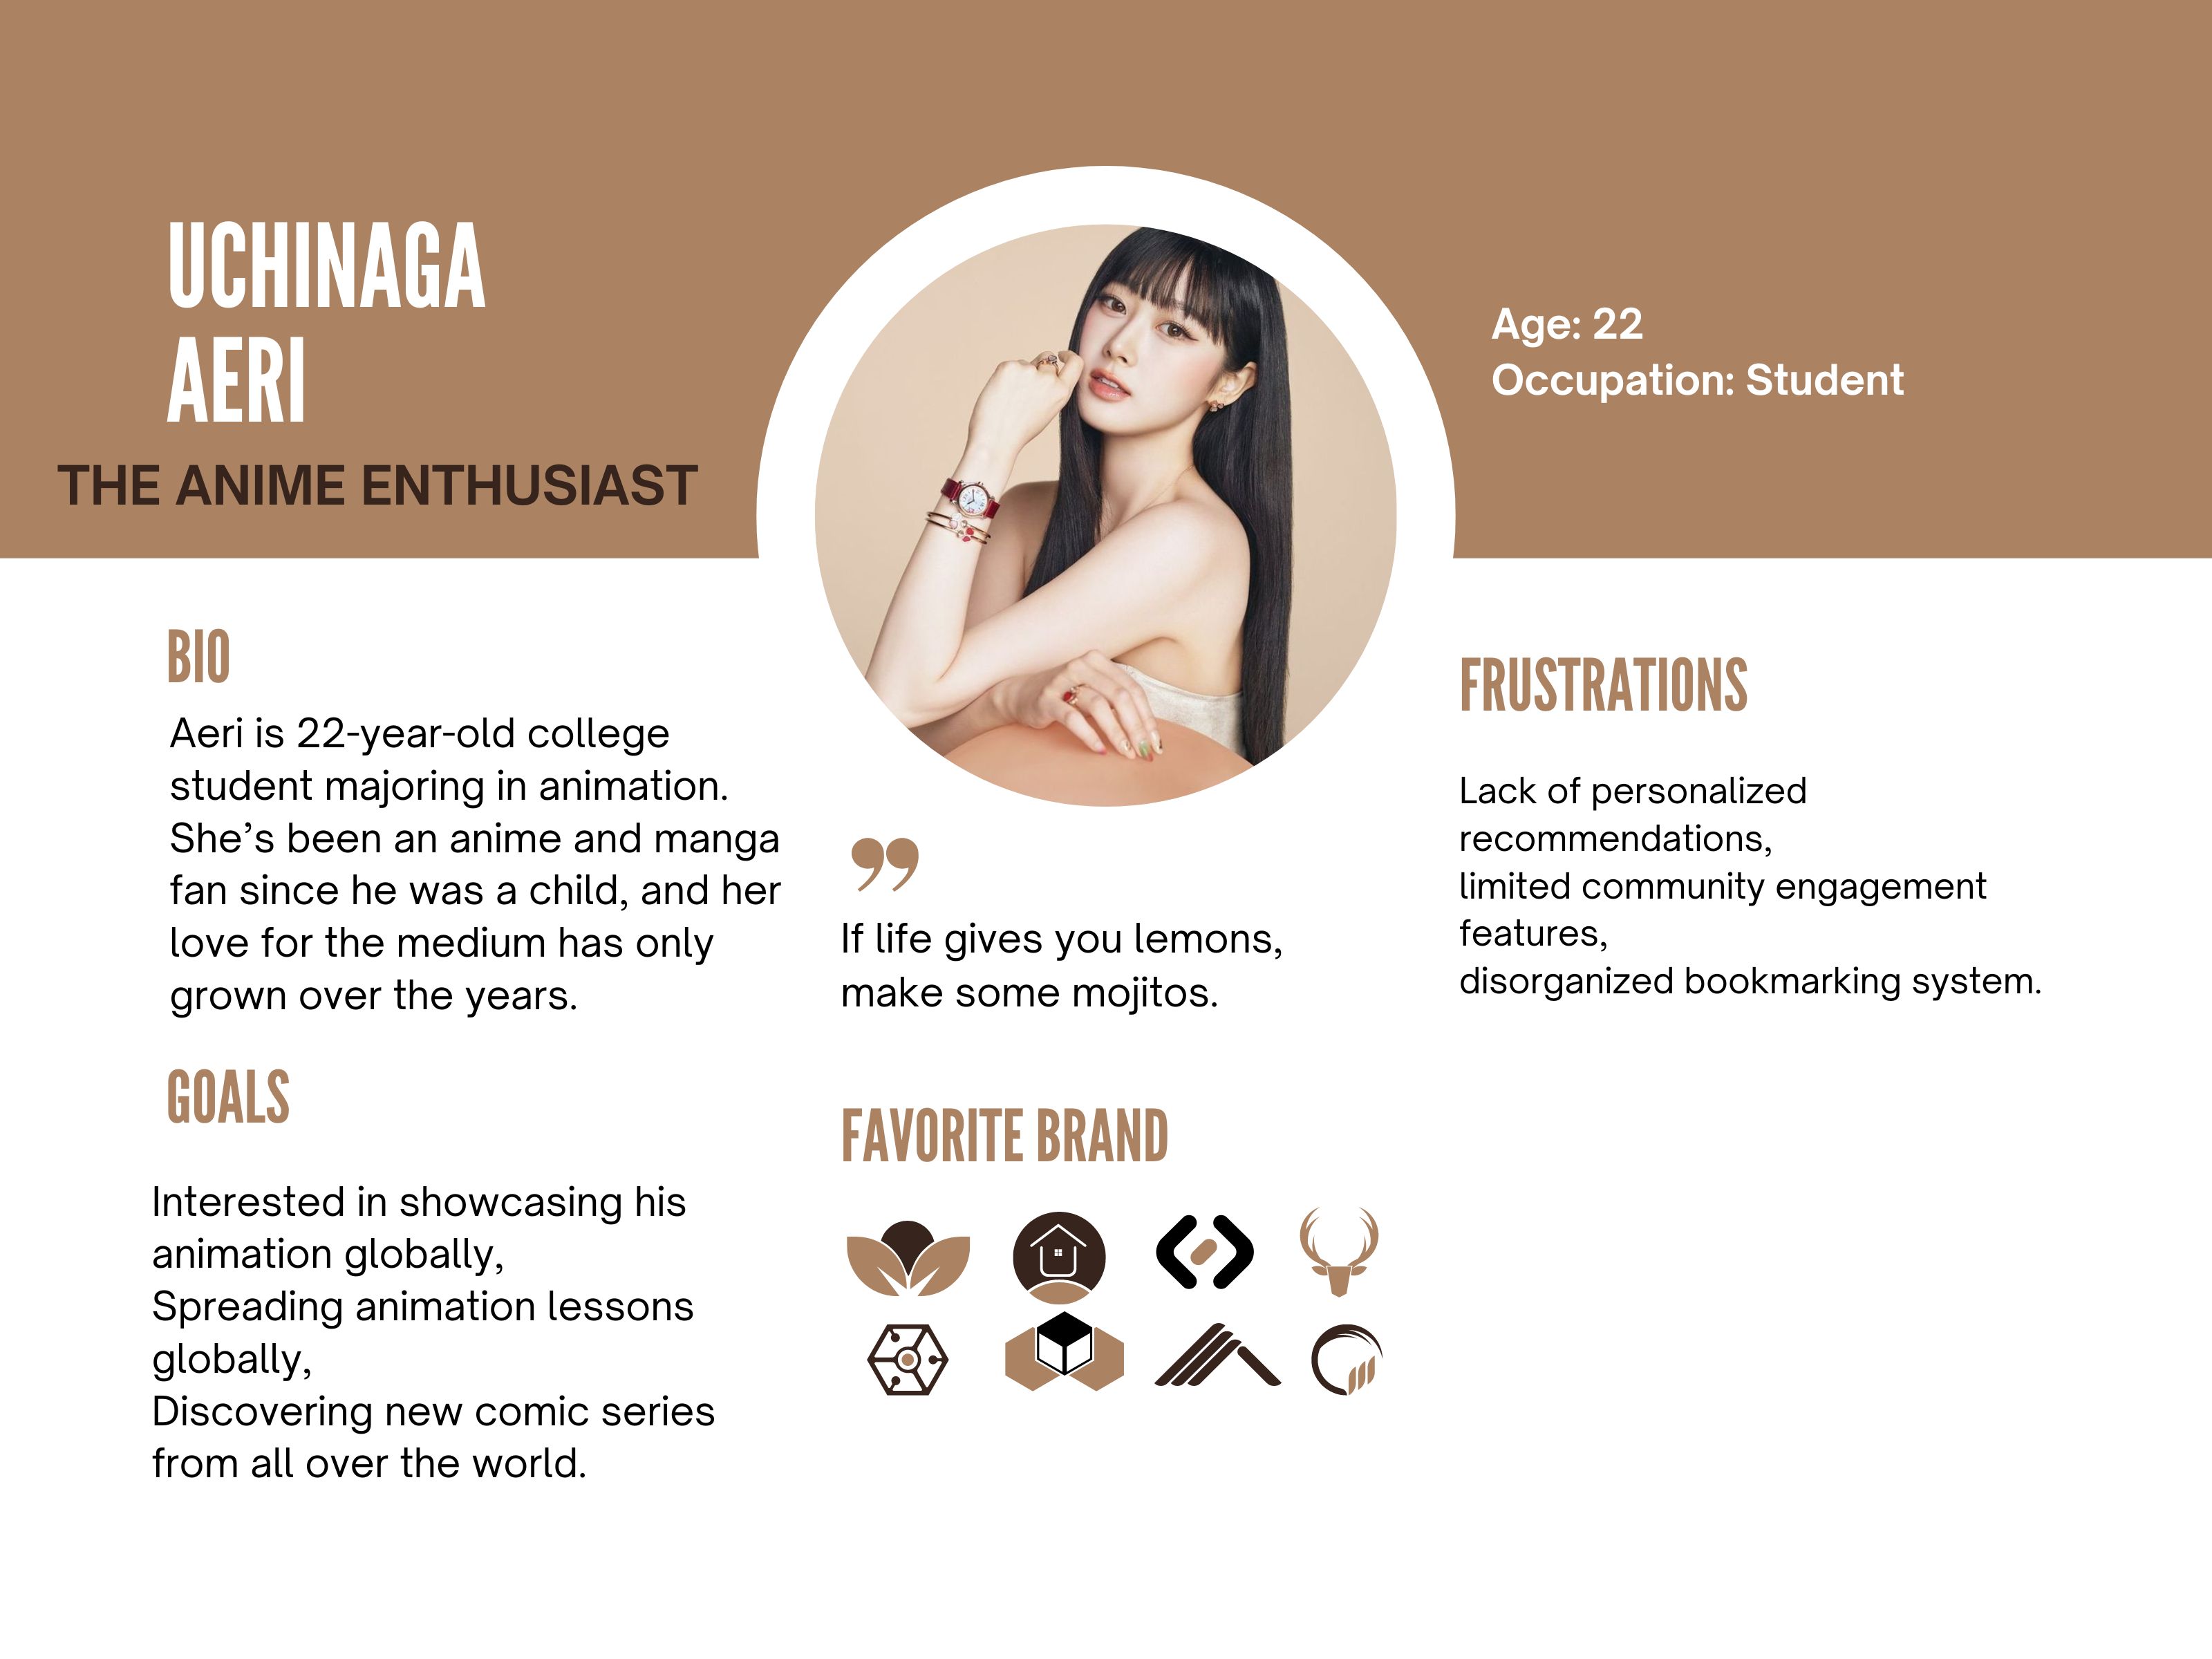 UCHINAGA
AERI
THE ANIME ENTHUSIAST
Age: 22
Occupation: Student
BIO
Aeri is 22-year-old college
student majoring in animation.
She’s been an anime and manga
fan since he was a child, and her
love for the medium has only
grown over the years.
GOALS
Interested in showcasing his
animation globally,
Spreading animation lessons
globally,
Discovering new comic series
from all over the world.
”
If life gives you lemons,
make some mojitos.
FAVORITE BRAND
FRUSTRATIONS
Lack of personalized
recommendations,
limited community engagement
features,
disorganized bookmarking system.